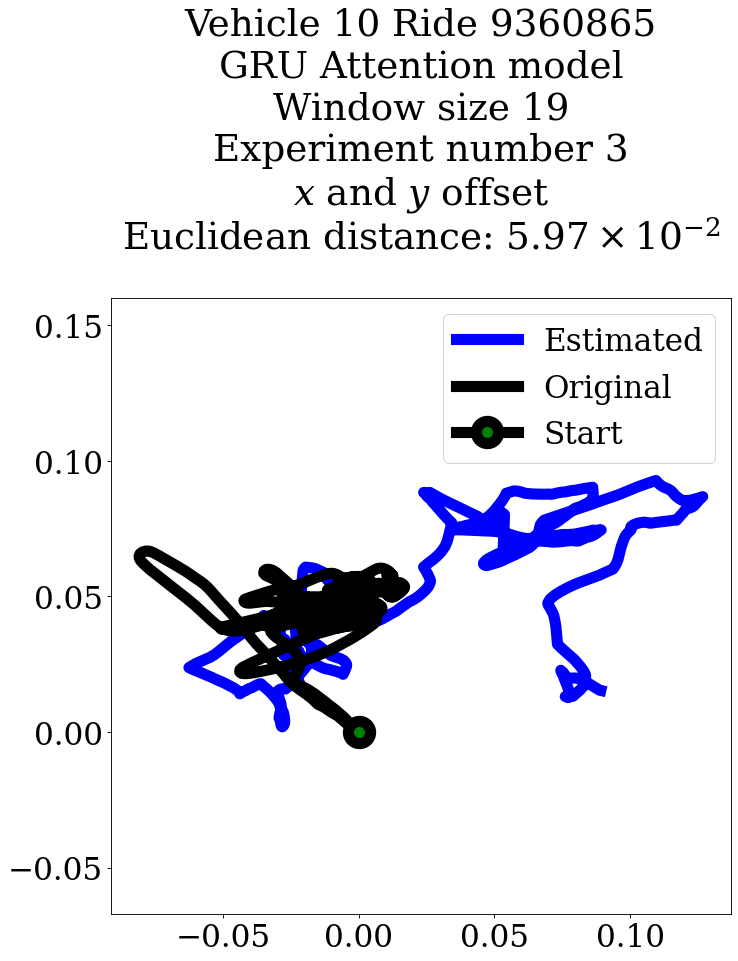 Vehicle 10 Ride 9360865
GRU Attention model
Window size 19
Experiment number 3
x and y offset
Euclidean distance: 5.97 × 10⁻²
Estimated
Original
Start
0.15
0.10
0.05
0.00
−0.05
−0.05
0.00
0.05
0.10